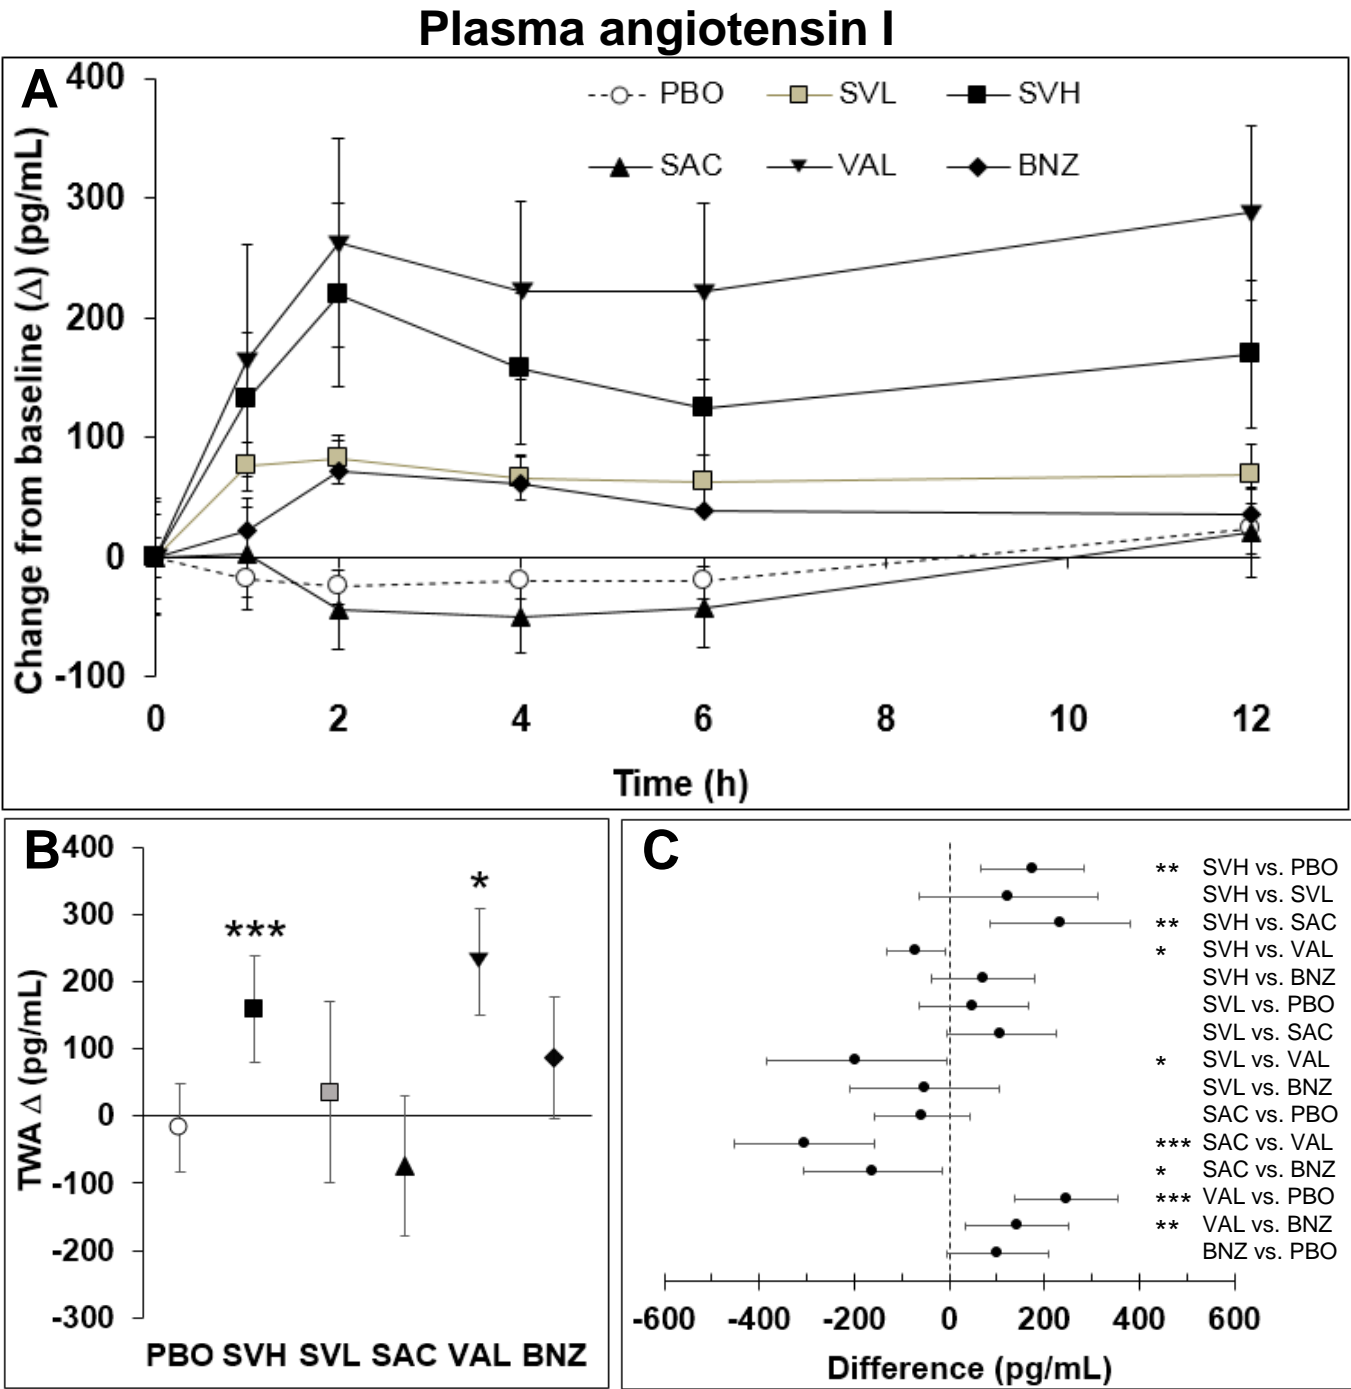 Plasma angiotensin I
A
Change from baseline (Δ) (pg/mL)
400
300
200
100
0
-100
PBO SVL SVH
SAC VAL BNZ
0 2 4 6 8 10 12
Time (h)
B
TWA Δ (pg/mL)
400
300
200
100
0
-100
-200
-300
***
*
PBO SVH SVL SAC VAL BNZ
C
** SVH vs. PBO
SVH vs. SVL
** SVH vs. SAC
* SVH vs. VAL
SVH vs. BNZ
SVL vs. PBO
SVL vs. SAC
* SVL vs. VAL
SVL vs. BNZ
SAC vs. PBO
*** SAC vs. VAL
* SAC vs. BNZ
*** VAL vs. PBO
** VAL vs. BNZ
BNZ vs. PBO
-600 -400 -200 0 200 400 600
Difference (pg/mL)